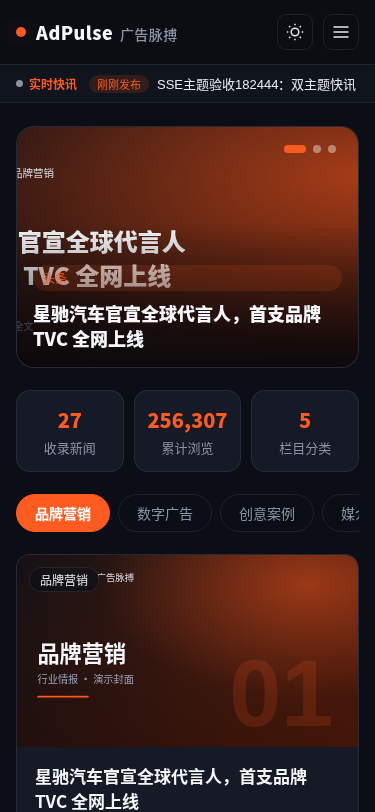 AdPulse 广告脉搏
实时快讯 刚刚发布 SSE主题验收182444：双主题快讯
品牌营销
官宣全球代言人
TVC 全网上线
星驰汽车官宣全球代言人，首支品牌
TVC 全网上线
27
收录新闻
256,307
累计浏览
5
栏目分类
品牌营销 数字广告 创意案例 媒介
品牌营销 广告脉搏
品牌营销
行业情报 · 演示封面
01
星驰汽车官宣全球代言人，首支品牌
TVC 全网上线